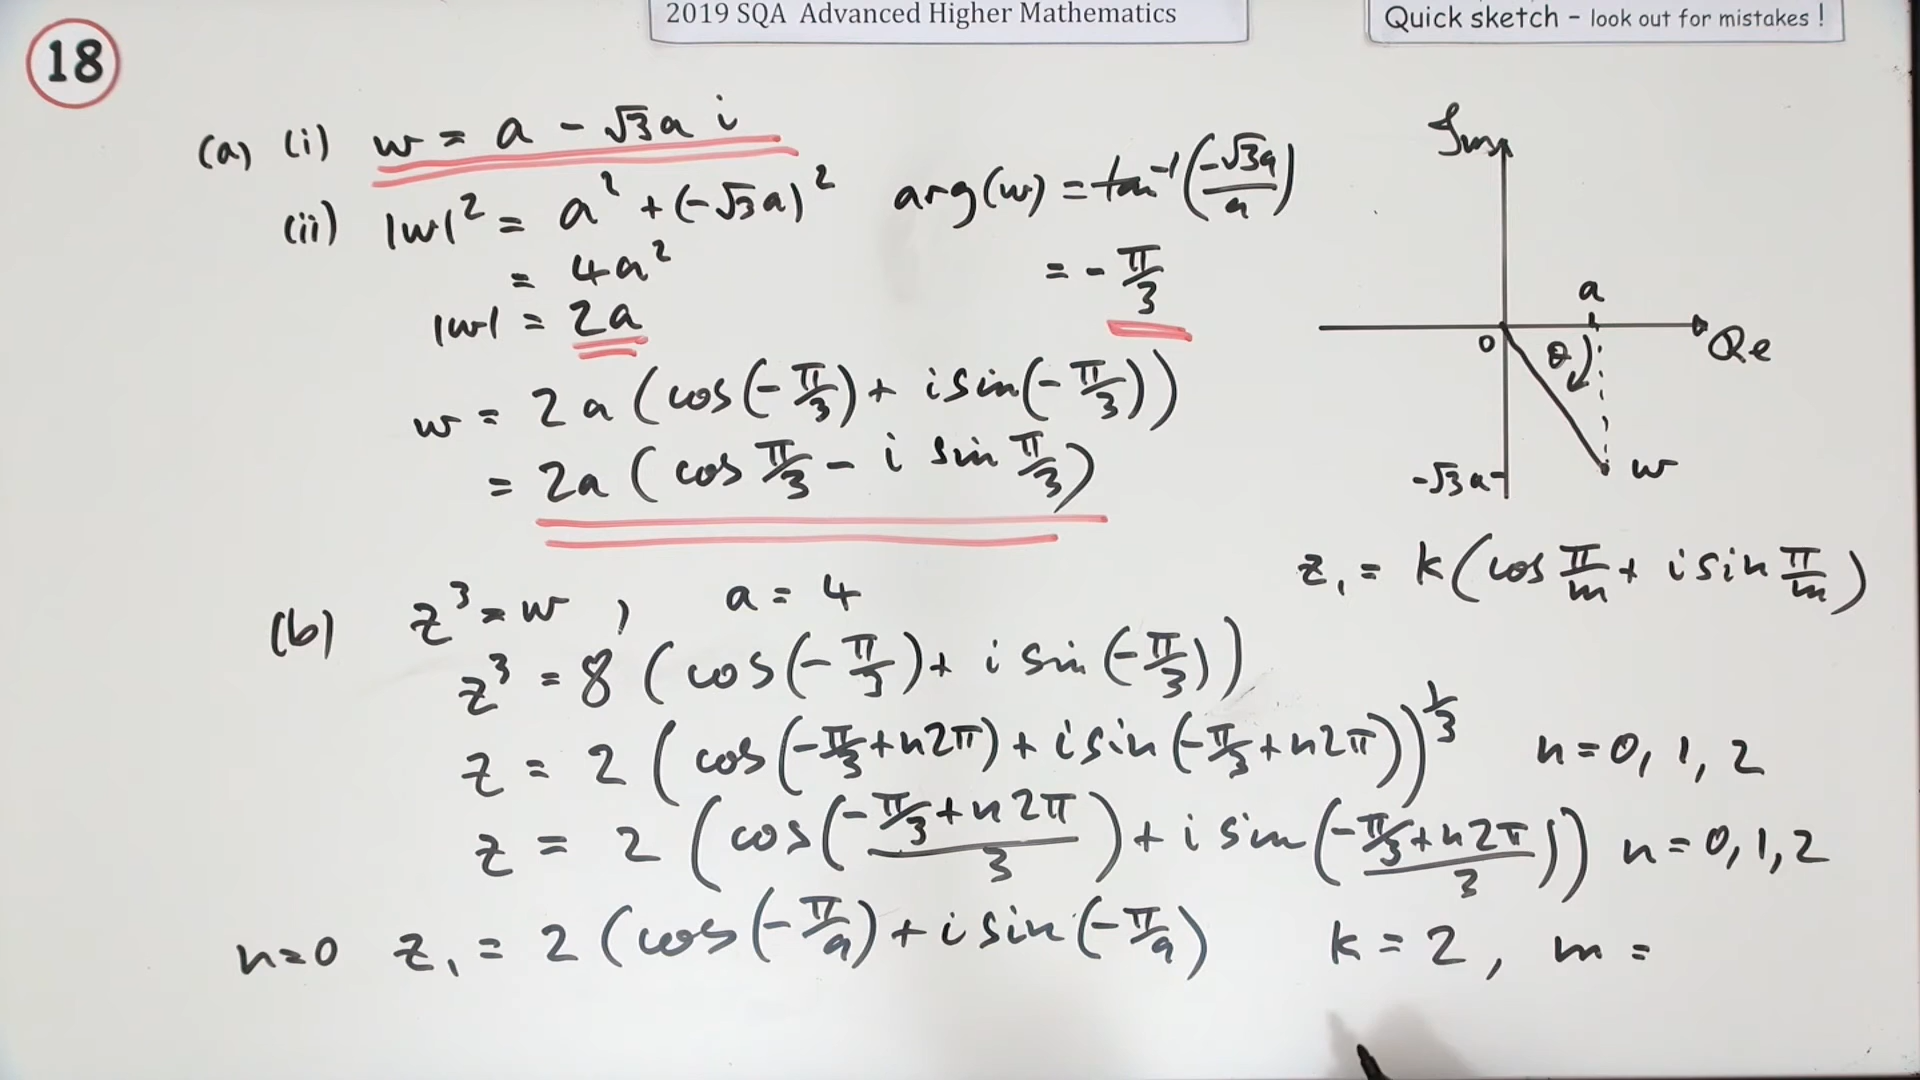 2019 SQA Advanced Higher Mathematics
Quick sketch - look out for mistakes !
18
(a) (i) w = a - √3a i
(ii) |w|² = a² + (-√3a)²
= 4a²
|w| = 2a
arg(w) = tan⁻¹(-√3a/a)
= -π/3
w = 2a (cos(-π/3) + i sin(-π/3))
= 2a (cos π/3 - i sin π/3)
Im
a
0
θ
Re
-√3a
w
z₁ = k(cos π/m + i sin π/m)
(b) z³ = w , a = 4
z³ = 8 (cos(-π/3) + i sin(-π/3))
z = 2 (cos(-π/3 + n2π) + i sin(-π/3 + n2π))^1/3 n = 0, 1, 2
z = 2 (cos((-π/3 + n2π)/3) + i sin((-π/3 + n2π)/3)) n = 0, 1, 2
n=0 z₁ = 2 (cos(-π/9) + i sin(-π/9) k = 2, m =